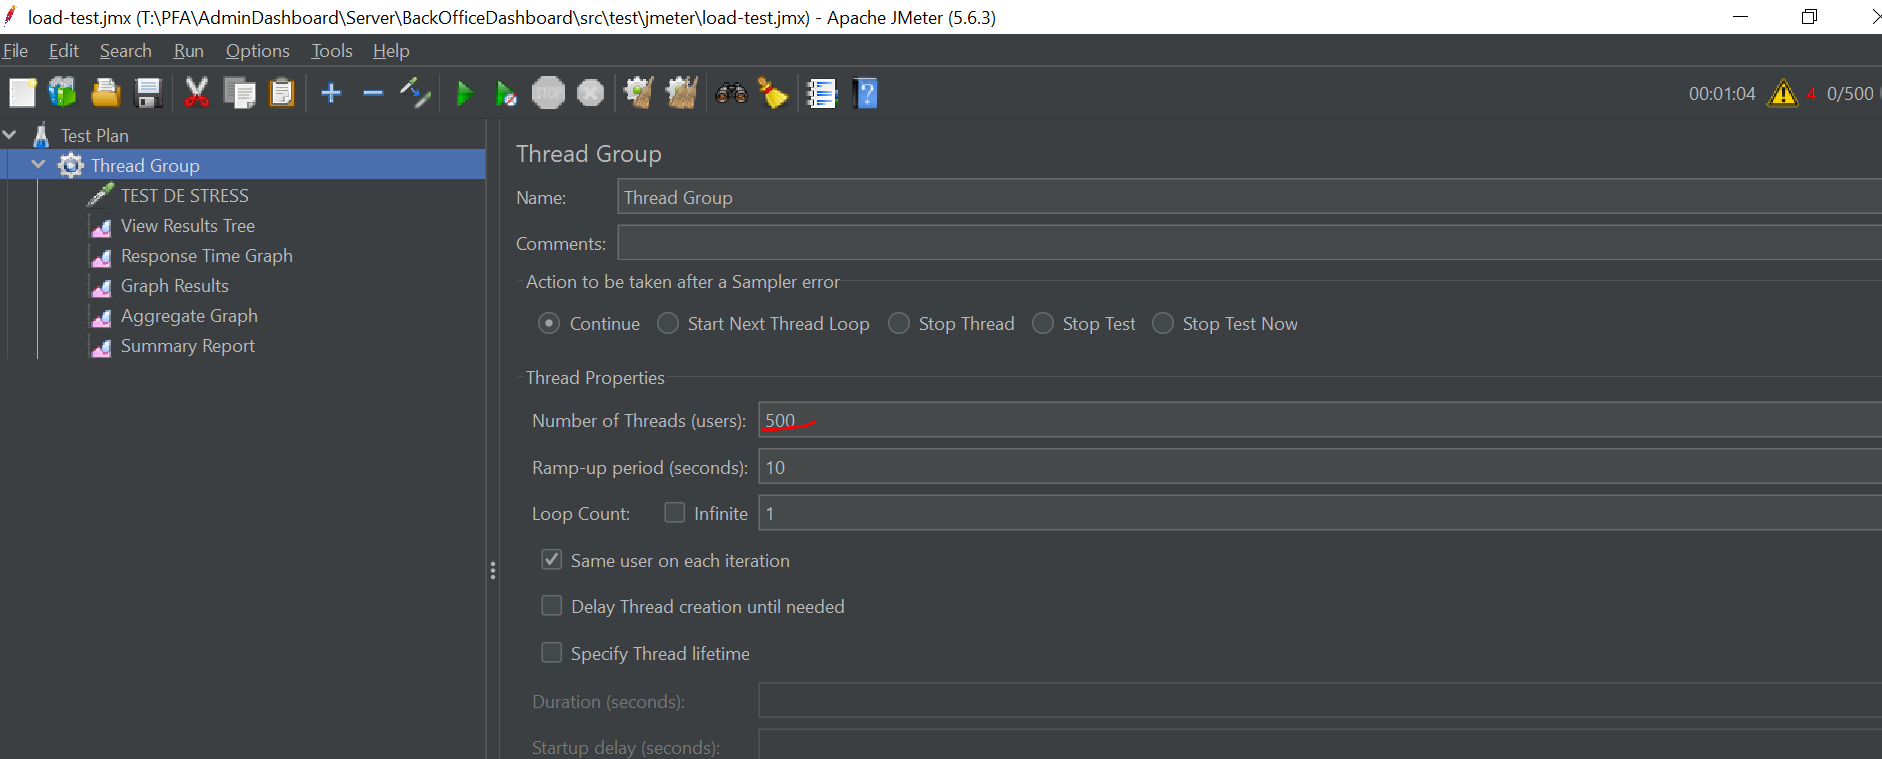 load-test.jmx (T:\PFA\AdminDashboard\Server\BackOfficeDashboard\src\test\jmeter\load-test.jmx) - Apache JMeter (5.6.3)
File Edit Search Run Options Tools Help
STOP
00:01:04 4 0/500
Test Plan
Thread Group
TEST DE STRESS
View Results Tree
Response Time Graph
Graph Results
Aggregate Graph
Summary Report
Thread Group
Name: Thread Group
Comments:
Action to be taken after a Sampler error
Continue Start Next Thread Loop Stop Thread Stop Test Stop Test Now
Thread Properties
Number of Threads (users): 500
Ramp-up period (seconds): 10
Loop Count: Infinite 1
Same user on each iteration
Delay Thread creation until needed
Specify Thread lifetime
Duration (seconds):
Startup delay (seconds):